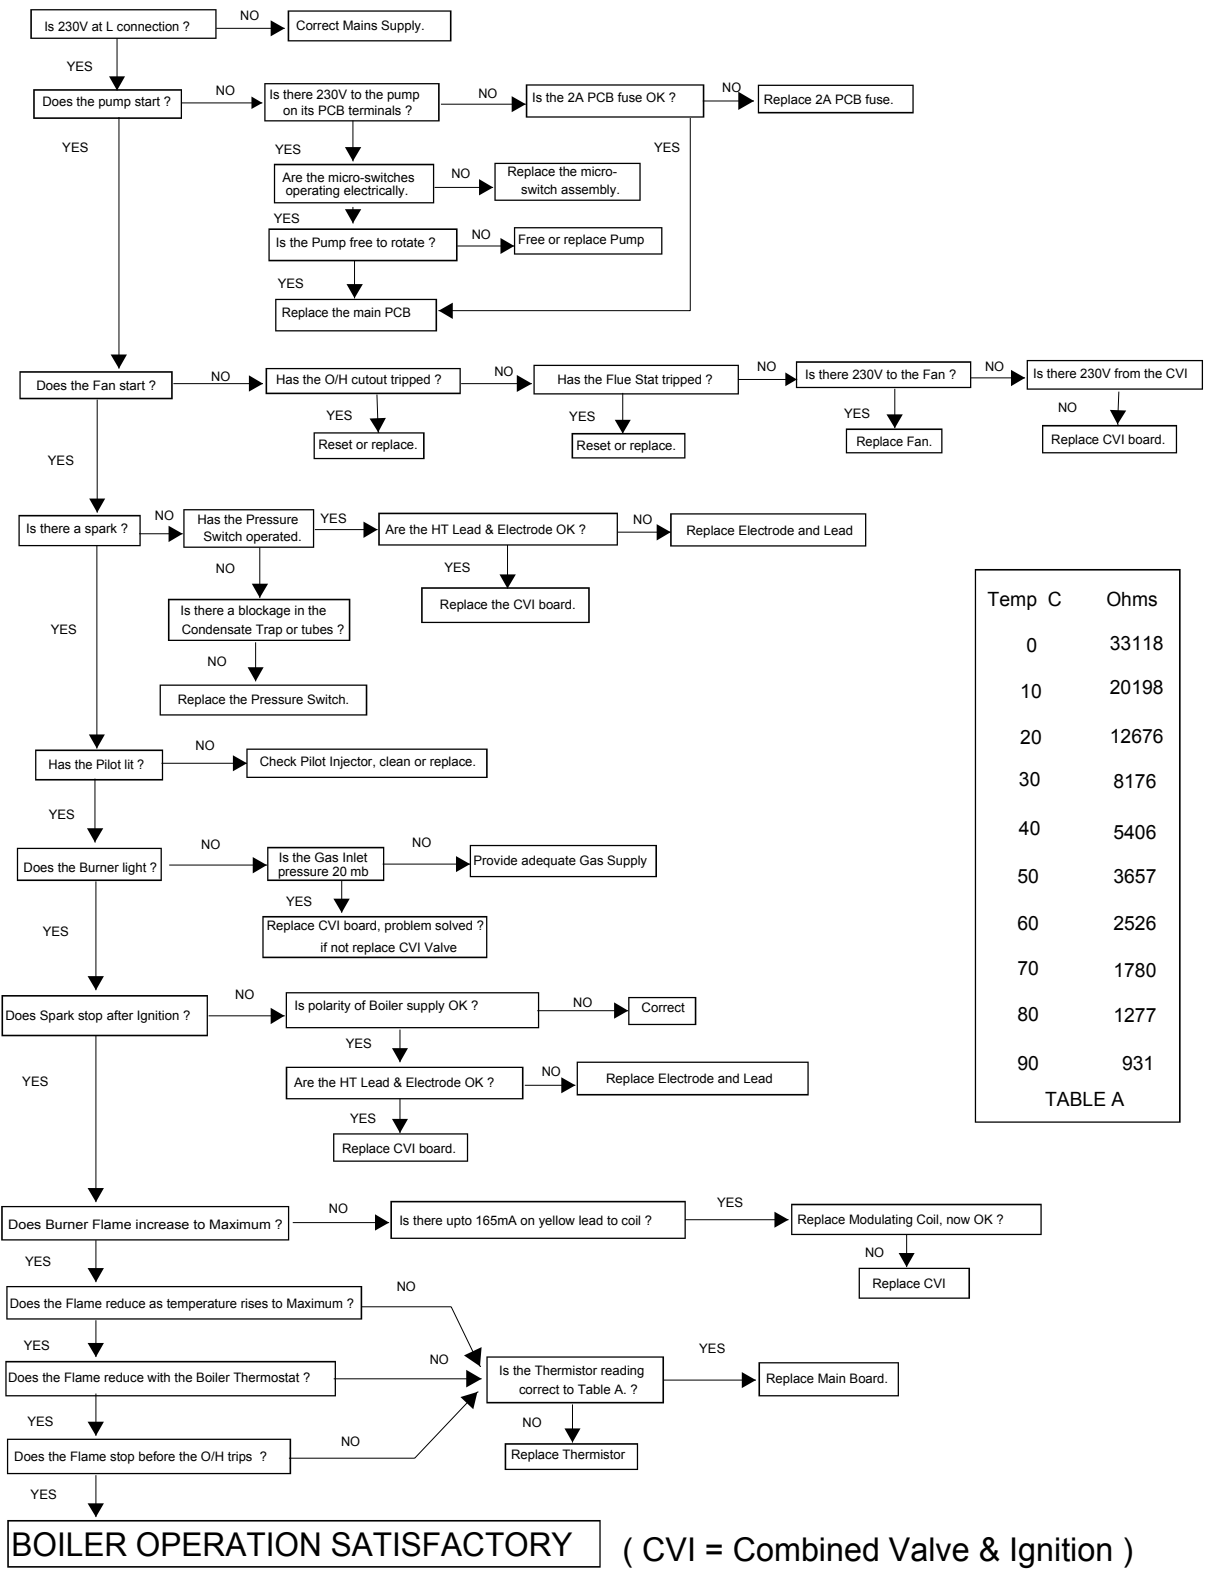 Is 230V at L connection ?
NO
Correct Mains Supply.
YES
Does the pump start ?
NO
Is there 230V to the pump
on its PCB terminals ?
NO
Is the 2A PCB fuse OK ?
NO
Replace 2A PCB fuse.
YES
YES
YES
Are the micro-switches
operating electrically.
NO
Replace the micro-
switch assembly.
YES
Is the Pump free to rotate ?
NO
Free or replace Pump
YES
Replace the main PCB
Does the Fan start ?
NO
Has the O/H cutout tripped ?
NO
Has the Flue Stat tripped ?
NO
Is there 230V to the Fan ?
NO
Is there 230V from the CVI
YES
Reset or replace.
YES
Reset or replace.
YES
Replace Fan.
NO
Replace CVI board.
YES
Is there a spark ?
NO
Has the Pressure
Switch operated.
YES
Are the HT Lead & Electrode OK ?
NO
Replace Electrode and Lead
NO
YES
Replace the CVI board.
Is there a blockage in the
Condensate Trap or tubes ?
YES
NO
Replace the Pressure Switch.
Has the Pilot lit ?
NO
Check Pilot Injector, clean or replace.
YES
Does the Burner light ?
NO
Is the Gas Inlet
pressure 20 mb
NO
Provide adequate Gas Supply
YES
Replace CVI board, problem solved ?
if not replace CVI Valve
YES
Does Spark stop after Ignition ?
NO
Is polarity of Boiler supply OK ?
NO
Correct
YES
Are the HT Lead & Electrode OK ?
NO
Replace Electrode and Lead
YES
YES
Replace CVI board.
Does Burner Flame increase to Maximum ?
NO
Is there upto 165mA on yellow lead to coil ?
YES
Replace Modulating Coil, now OK ?
NO
Replace CVI
YES
Does the Flame reduce as temperature rises to Maximum ?
NO
YES
Does the Flame reduce with the Boiler Thermostat ?
NO
Is the Thermistor reading
correct to Table A. ?
YES
Replace Main Board.
NO
Replace Thermistor
YES
Does the Flame stop before the O/H trips ?
NO
YES
BOILER OPERATION SATISFACTORY
( CVI = Combined Valve & Ignition )
Temp C Ohms
0 33118
10 20198
20 12676
30 8176
40 5406
50 3657
60 2526
70 1780
80 1277
90 931
TABLE A